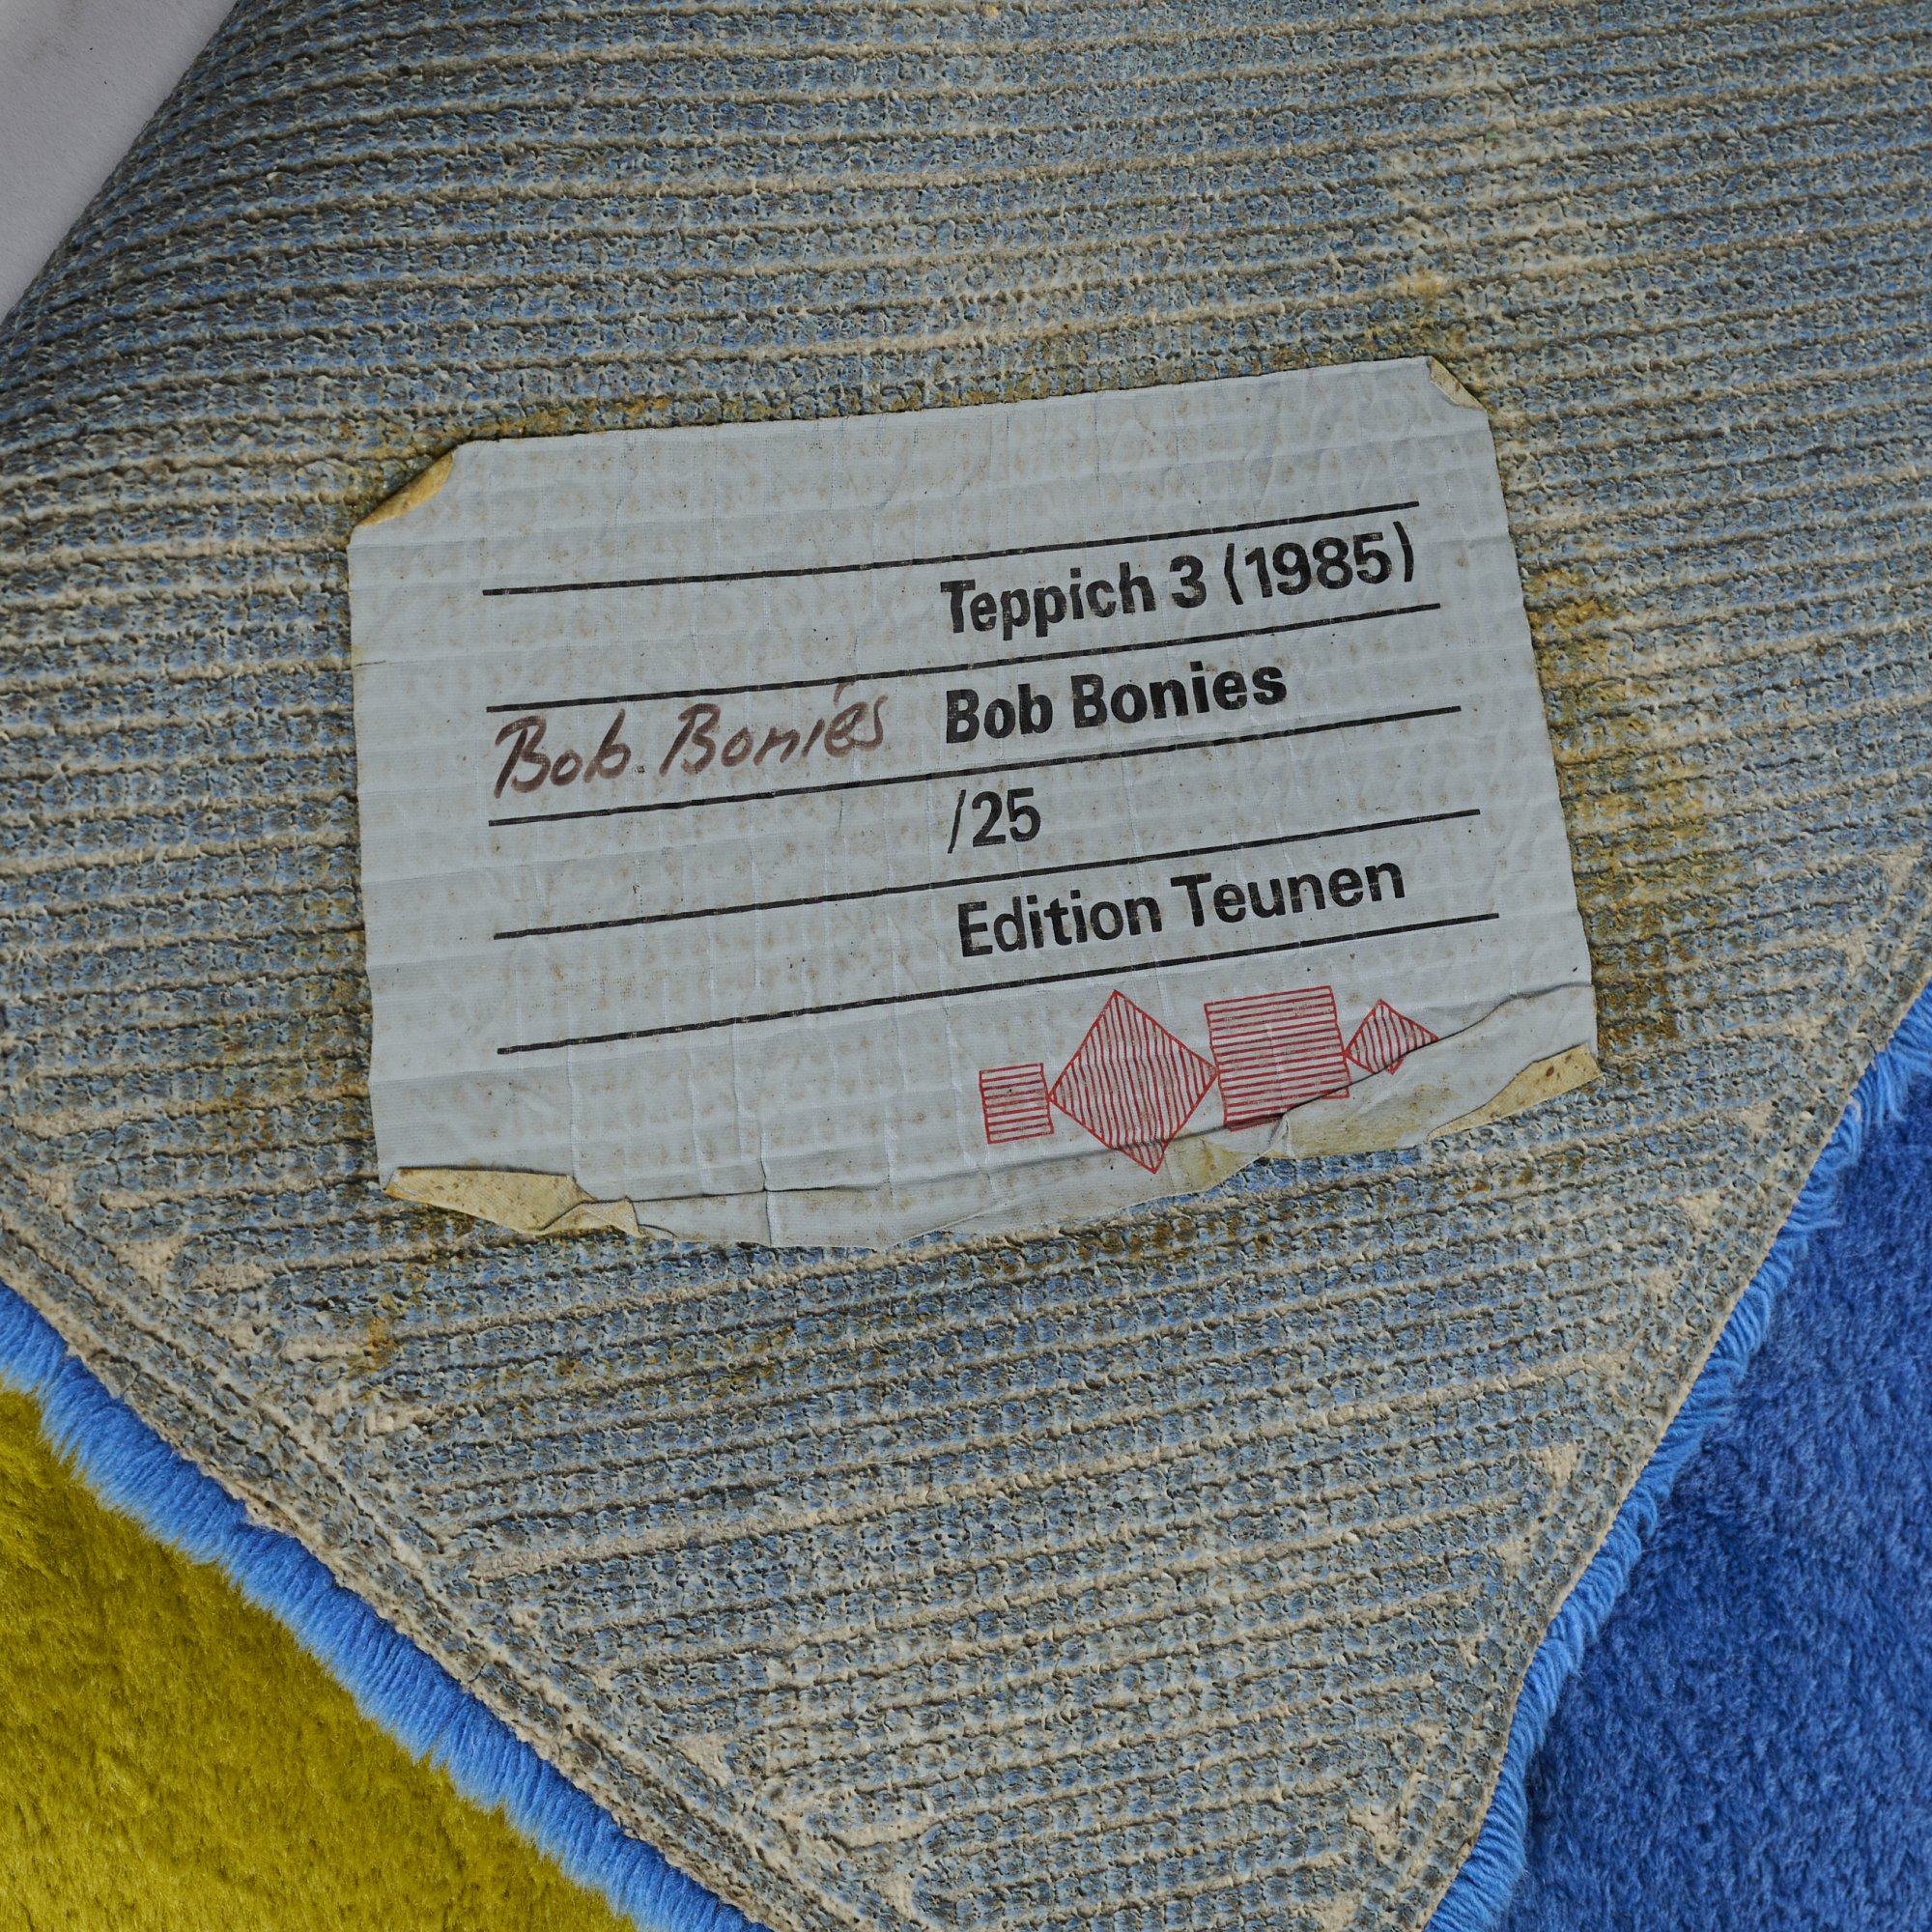 Teppich 3 (1985)
Bob Bonies Bob Bonies
/25
Edition Teunen